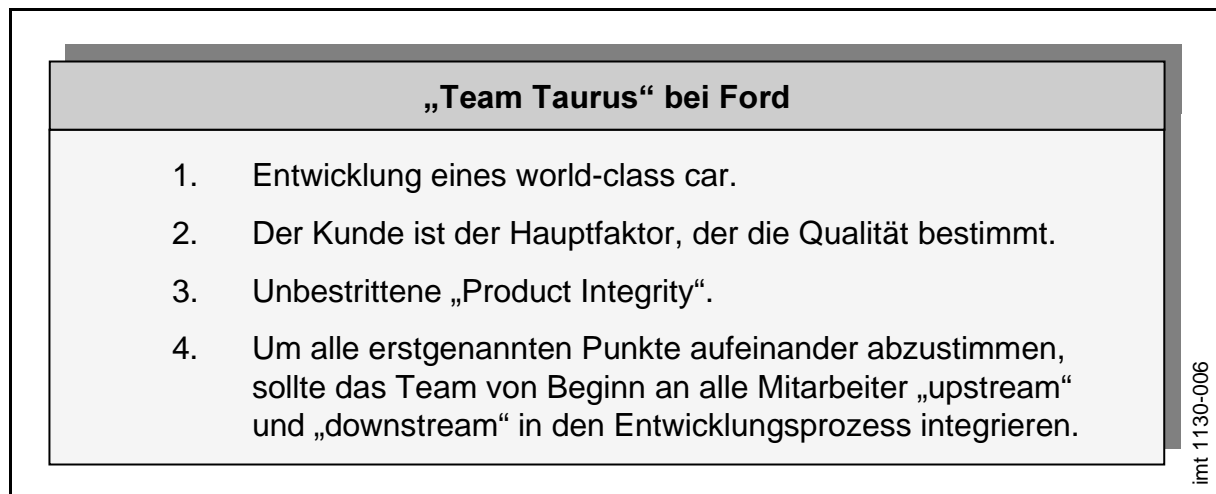 „Team Taurus“ bei Ford
1. Entwicklung eines world-class car.
2. Der Kunde ist der Hauptfaktor, der die Qualität bestimmt.
3. Unbestrittene „Product Integrity“.
4. Um alle erstgenannten Punkte aufeinander abzustimmen,
sollte das Team von Beginn an alle Mitarbeiter „upstream“
und „downstream“ in den Entwicklungsprozess integrieren.
imt 1130-006